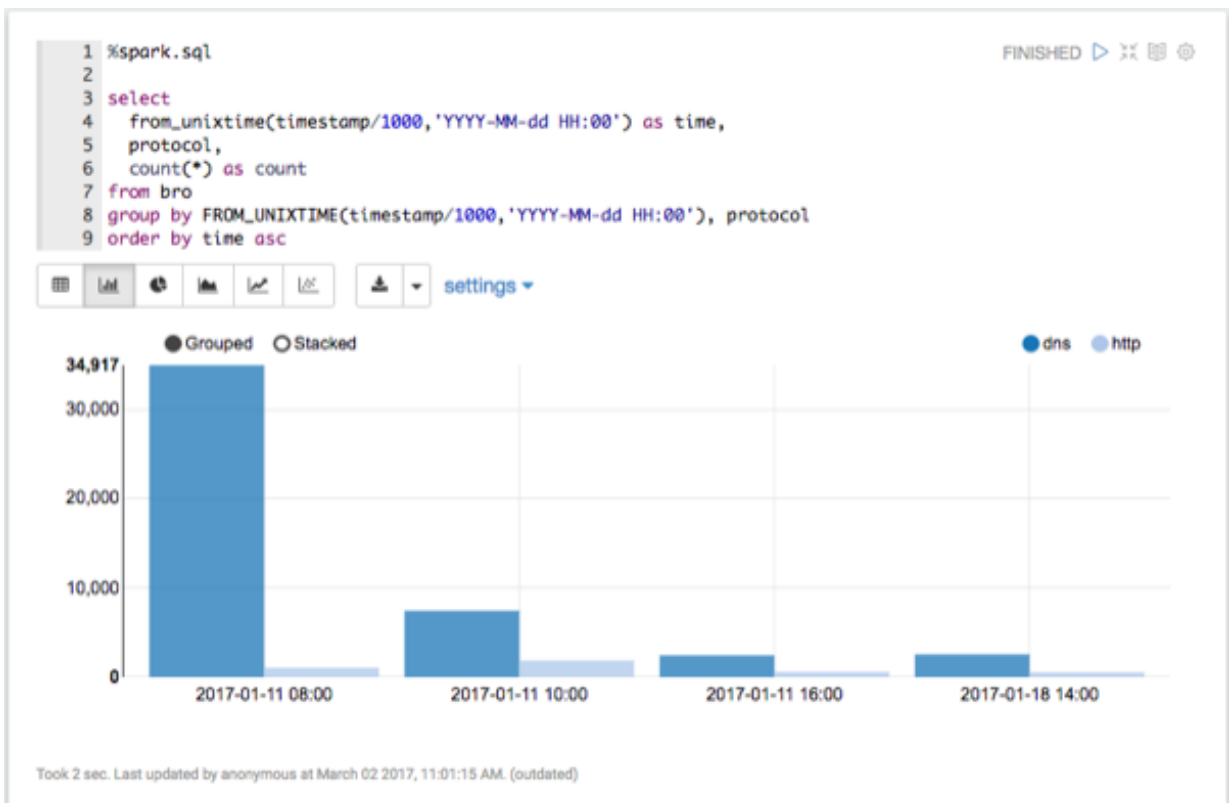 1 %spark.sql
FINISHED
2
3 select
4 from_unixtime(timestamp/1000,'YYYY-MM-dd HH:00') as time,
5 protocol,
6 count(*) as count
7 from bro
8 group by FROM_UNIXTIME(timestamp/1000,'YYYY-MM-dd HH:00'), protocol
9 order by time asc
settings
Grouped Stacked dns http
34,917
30,000
20,000
10,000
0
2017-01-11 08:00 2017-01-11 10:00 2017-01-11 16:00 2017-01-18 14:00
Took 2 sec. Last updated by anonymous at March 02 2017, 11:01:15 AM. (outdated)